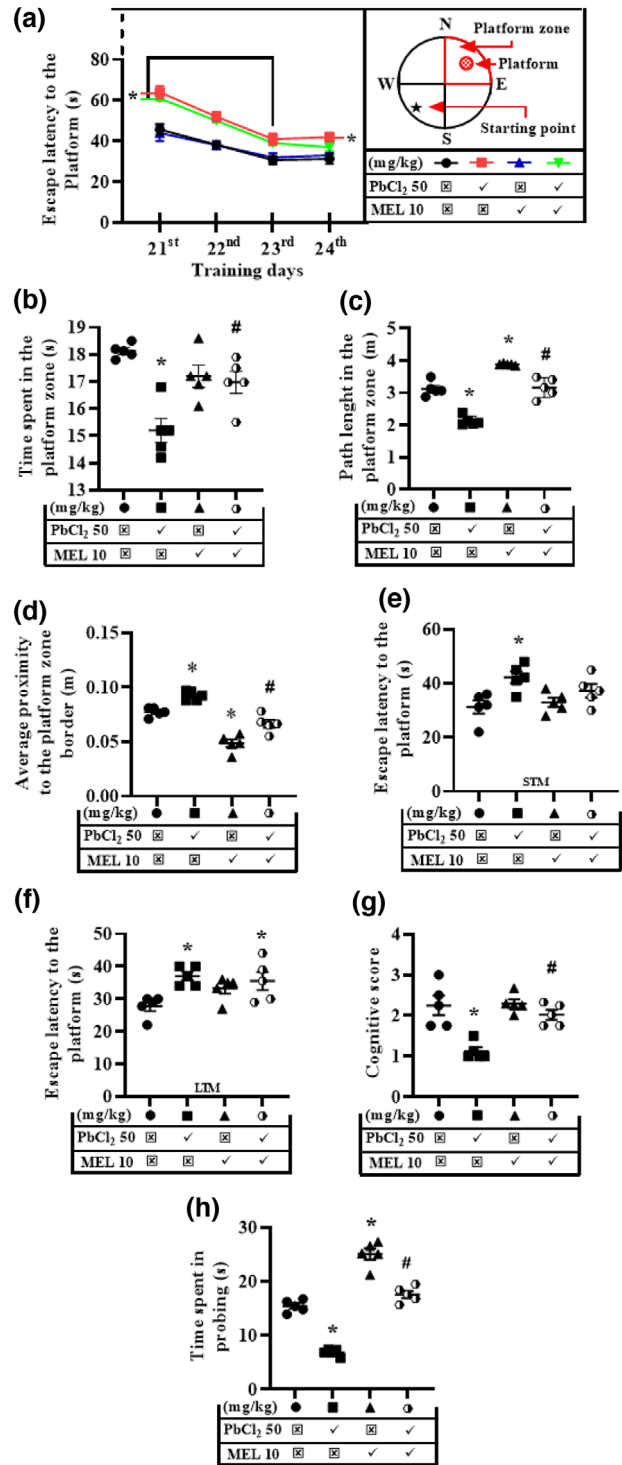 (a)
Escape latency to the
Platform (s)
80
60
40
20
0
*
*
21st 22nd 23rd 24th
Training days
N
W
E
S
Platform zone
Platform
Starting point
(mg/kg)
PbCl2 50 ☒ ✓ ☒ ✓
MEL 10 ☒ ☒ ✓ ✓
(b)
Time spent in the
platform zone (s)
19
18
17
16
15
14
13
*
#
(mg/kg)
PbCl2 50 ☒ ✓ ☒ ✓
MEL 10 ☒ ☒ ✓ ✓
(c)
Path lenght in the
platform zone (m)
5
4
3
2
1
0
*
*
#
(mg/kg)
PbCl2 50 ☒ ✓ ☒ ✓
MEL 10 ☒ ☒ ✓ ✓
(d)
Average proximity
to the platform zone
border (m)
0.15
0.10
0.05
0.00
*
*
#
(mg/kg)
PbCl2 50 ☒ ✓ ☒ ✓
MEL 10 ☒ ☒ ✓ ✓
(e)
Escape latency to the
platform (s)
60
40
20
0
*
STM
(mg/kg)
PbCl2 50 ☒ ✓ ☒ ✓
MEL 10 ☒ ☒ ✓ ✓
(f)
Escape latency to the
platform (s)
50
40
30
20
10
0
*
*
LTM
(mg/kg)
PbCl2 50 ☒ ✓ ☒ ✓
MEL 10 ☒ ☒ ✓ ✓
(g)
Cognitive score
4
3
2
1
0
*
#
(mg/kg)
PbCl2 50 ☒ ✓ ☒ ✓
MEL 10 ☒ ☒ ✓ ✓
(h)
Time spent in
probing (s)
30
20
10
0
*
*
#
(mg/kg)
PbCl2 50 ☒ ✓ ☒ ✓
MEL 10 ☒ ☒ ✓ ✓